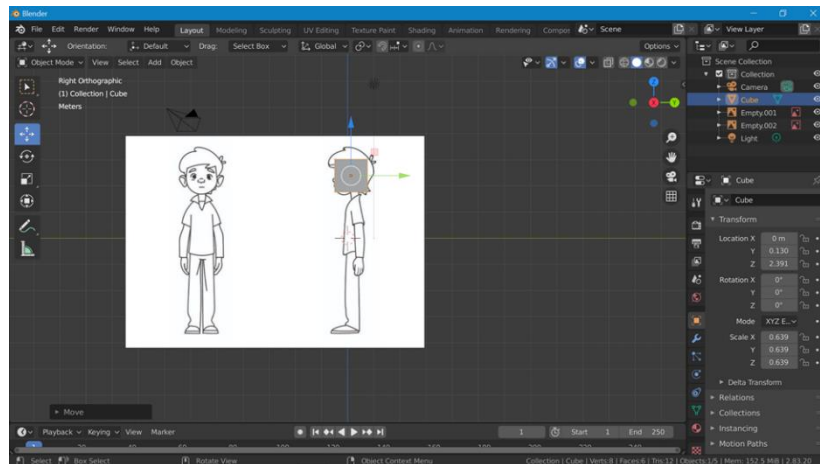 Blender
File Edit Render Window Help Layout Modeling Sculpting UV Editing Texture Paint Shading Animation Rendering Compos Scene View Layer
Orientation: Default Drag: Select Box Global Options
Object Mode View Select Add Object
Right Orthographic
(1) Collection | Cube
Meters
Z
X
Y
Scene Collection
Collection
Camera
Cube
Empty.001
Empty.002
Light
Cube
Cube
Transform
Location X 0 m
Y 0.130
Z 2.391
Rotation X 0°
Y 0°
Z 0°
Mode XYZ E...
Scale X 0.639
Y 0.639
Z 0.639
Delta Transform
Relations
Collections
Instancing
Motion Paths
Move
Playback Keying View Marker 1 Start 1 End 250
Select Box Select Rotate View Object Context Menu Collection | Cube | Verts:8 | Faces:6 | Tris:12 | Objects:1/5 | Mem: 152.5 MiB | 2.83.20